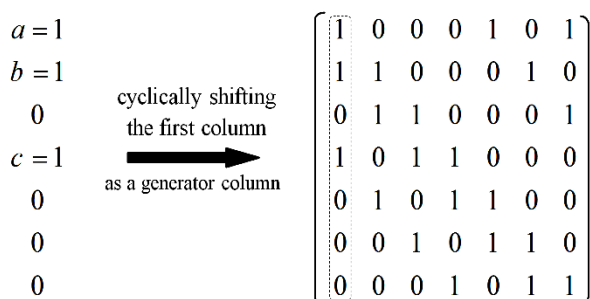 a = 1
b = 1
0
c = 1
0
0
0
cyclically shifting
the first column
as a generator column
1 0 0 0 1 0 1
1 1 0 0 0 1 0
0 1 1 0 0 0 1
1 0 1 1 0 0 0
0 1 0 1 1 0 0
0 0 1 0 1 1 0
0 0 0 1 0 1 1